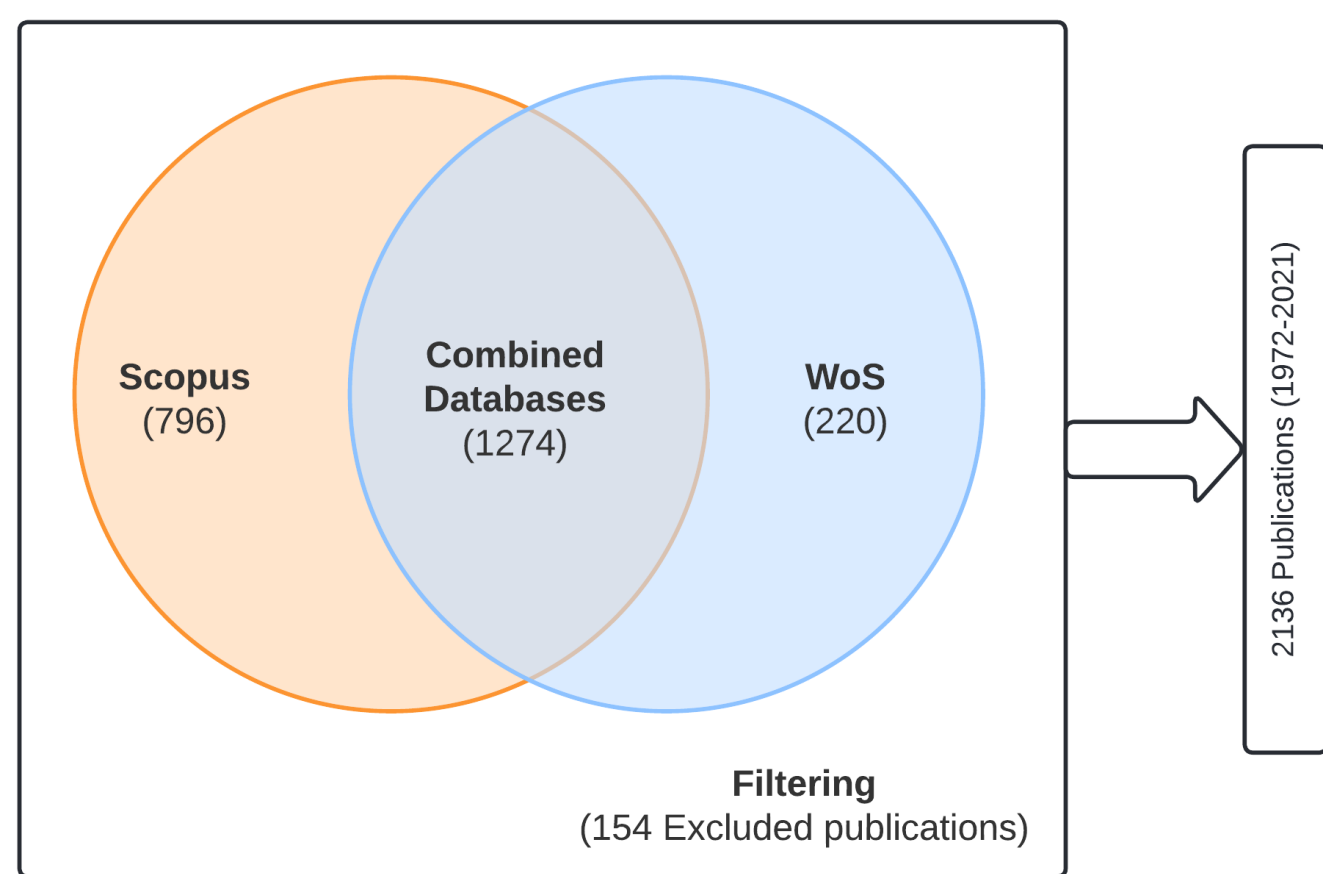 Scopus
(796)
Combined
Databases
(1274)
WoS
(220)
Filtering
(154 Excluded publications)
2136 Publications (1972-2021)